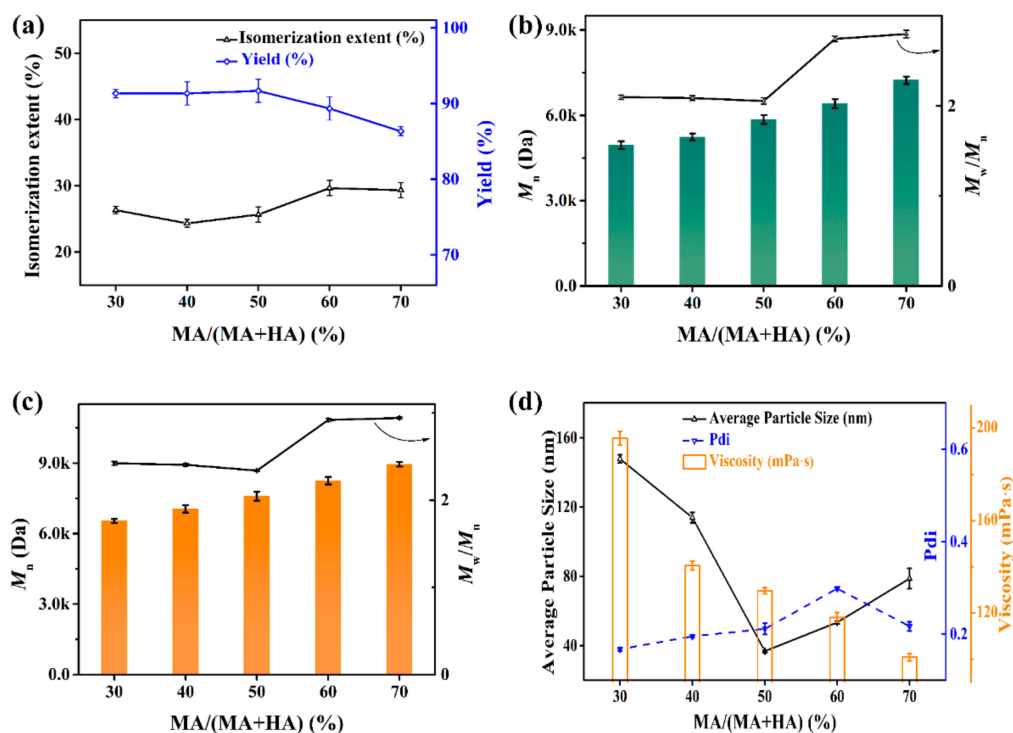 (a)
Isomerization extent (%)
Yield (%)
50
40
30
20
100
90
80
70
Isomerization extent (%)
Yield (%)
30 40 50 60 70
MA/(MA+HA) (%)
(b)
9.0k
6.0k
3.0k
0.0
2
0
Mn (Da)
Mw/Mn
30 40 50 60 70
MA/(MA+HA) (%)
(c)
9.0k
6.0k
3.0k
0.0
2
0
Mn (Da)
Mw/Mn
30 40 50 60 70
MA/(MA+HA) (%)
(d)
Average Particle Size (nm)
Pdi
Viscosity (mPa·s)
160
120
80
40
0.6
0.4
0.2
200
160
120
Average Particle Size (nm)
Pdi
Viscosity (mPa·s)
30 40 50 60 70
MA/(MA+HA) (%)